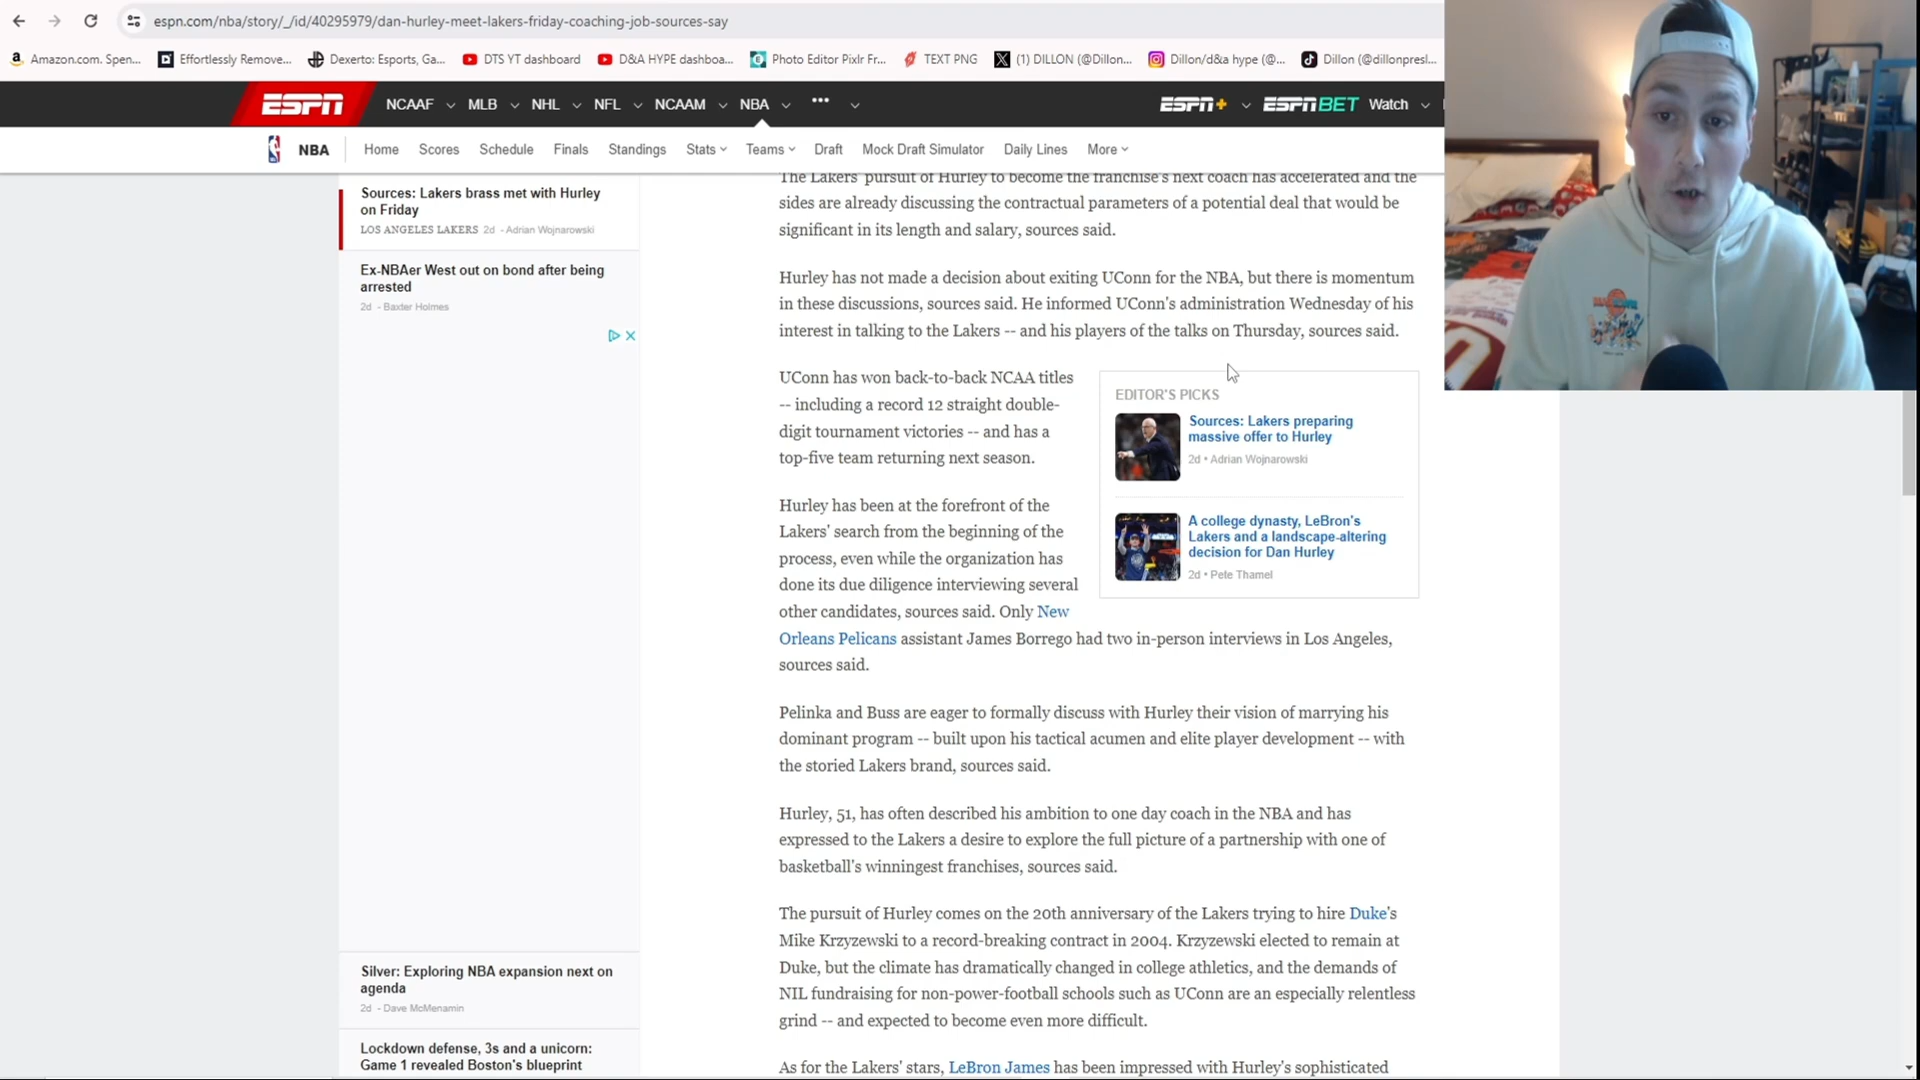 espn.com/nba/story/_/id/40295979/dan-hurley-meet-lakers-friday-coaching-job-sources-say
Amazon.com. Spen... Effortlessly Remove... Dexerto: Esports, Ga... DTS YT dashboard D&A HYPE dashboa... Photo Editor Pixlr Fr... TEXT PNG (1) DILLON (@Dillon... Dillon/d&a hype (@... Dillon (@dillonpresl...
ESPN NCAAF MLB NHL NFL NCAAM NBA ••• ESPN+ ESPN BET Watch
NBA Home Scores Schedule Finals Standings Stats Teams Draft Mock Draft Simulator Daily Lines More
Sources: Lakers brass met with Hurley
on Friday
LOS ANGELES LAKERS 2d - Adrian Wojnarowski
Ex-NBAer West out on bond after being
arrested
2d - Baxter Holmes
Silver: Exploring NBA expansion next on
agenda
2d - Dave McMenamin
Lockdown defense, 3s and a unicorn:
Game 1 revealed Boston's blueprint
The Lakers' pursuit of Hurley to become the franchise's next coach has accelerated and the
sides are already discussing the contractual parameters of a potential deal that would be
significant in its length and salary, sources said.
Hurley has not made a decision about exiting UConn for the NBA, but there is momentum
in these discussions, sources said. He informed UConn's administration Wednesday of his
interest in talking to the Lakers -- and his players of the talks on Thursday, sources said.
UConn has won back-to-back NCAA titles
-- including a record 12 straight double-
digit tournament victories -- and has a
top-five team returning next season.
EDITOR'S PICKS
Sources: Lakers preparing
massive offer to Hurley
2d • Adrian Wojnarowski
A college dynasty, LeBron's
Lakers and a landscape-altering
decision for Dan Hurley
2d • Pete Thamel
Hurley has been at the forefront of the
Lakers' search from the beginning of the
process, even while the organization has
done its due diligence interviewing several
other candidates, sources said. Only New
Orleans Pelicans assistant James Borrego had two in-person interviews in Los Angeles,
sources said.
Pelinka and Buss are eager to formally discuss with Hurley their vision of marrying his
dominant program -- built upon his tactical acumen and elite player development -- with
the storied Lakers brand, sources said.
Hurley, 51, has often described his ambition to one day coach in the NBA and has
expressed to the Lakers a desire to explore the full picture of a partnership with one of
basketball's winningest franchises, sources said.
The pursuit of Hurley comes on the 20th anniversary of the Lakers trying to hire Duke's
Mike Krzyzewski to a record-breaking contract in 2004. Krzyzewski elected to remain at
Duke, but the climate has dramatically changed in college athletics, and the demands of
NIL fundraising for non-power-football schools such as UConn are an especially relentless
grind -- and expected to become even more difficult.
As for the Lakers' stars, LeBron James has been impressed with Hurley's sophisticated